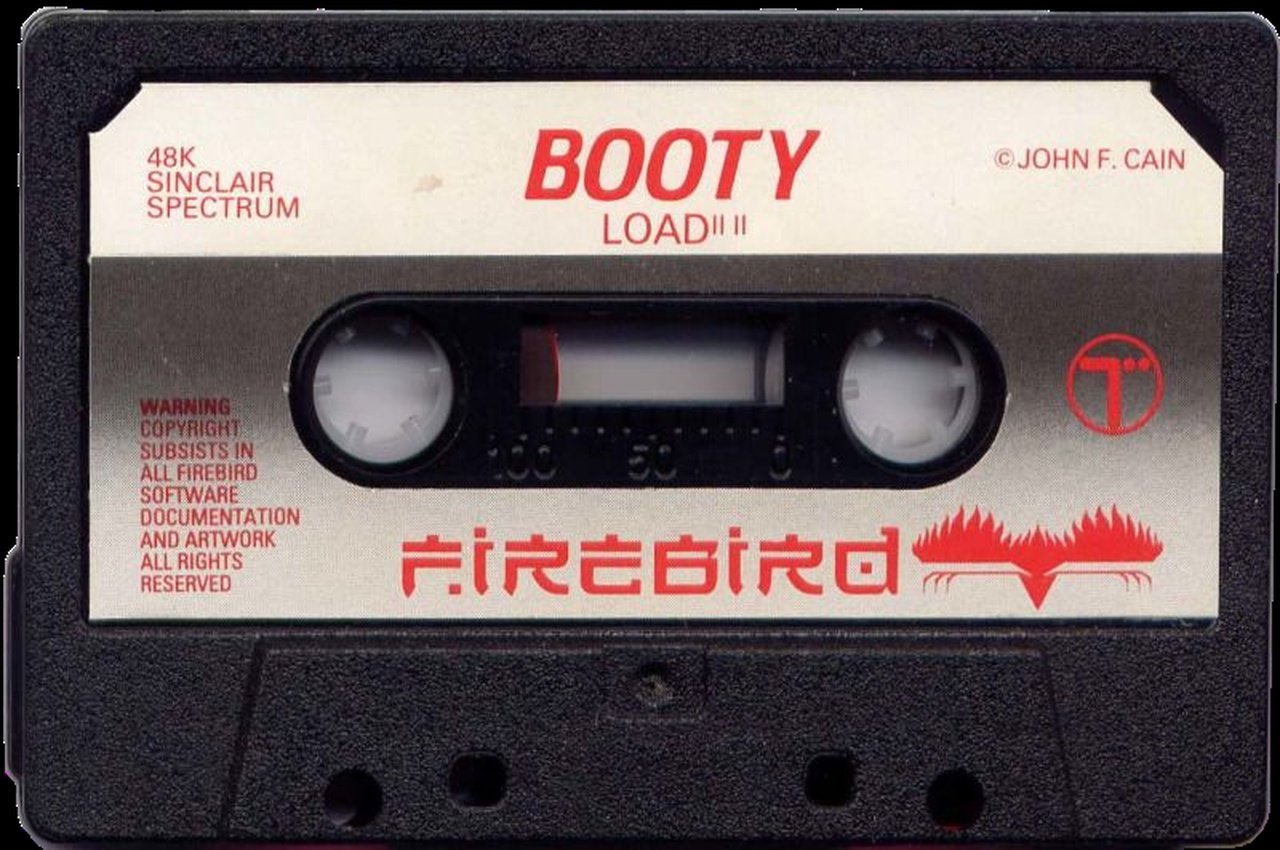 BOOTY
LOAD" "
48K
SINCLAIR
SPECTRUM
©JOHN F. CAIN
100 50 0
WARNING
COPYRIGHT
SUBSISTS IN
ALL FIREBIRD
SOFTWARE
DOCUMENTATION
AND ARTWORK
ALL RIGHTS
RESERVED
T
FIREBIRD